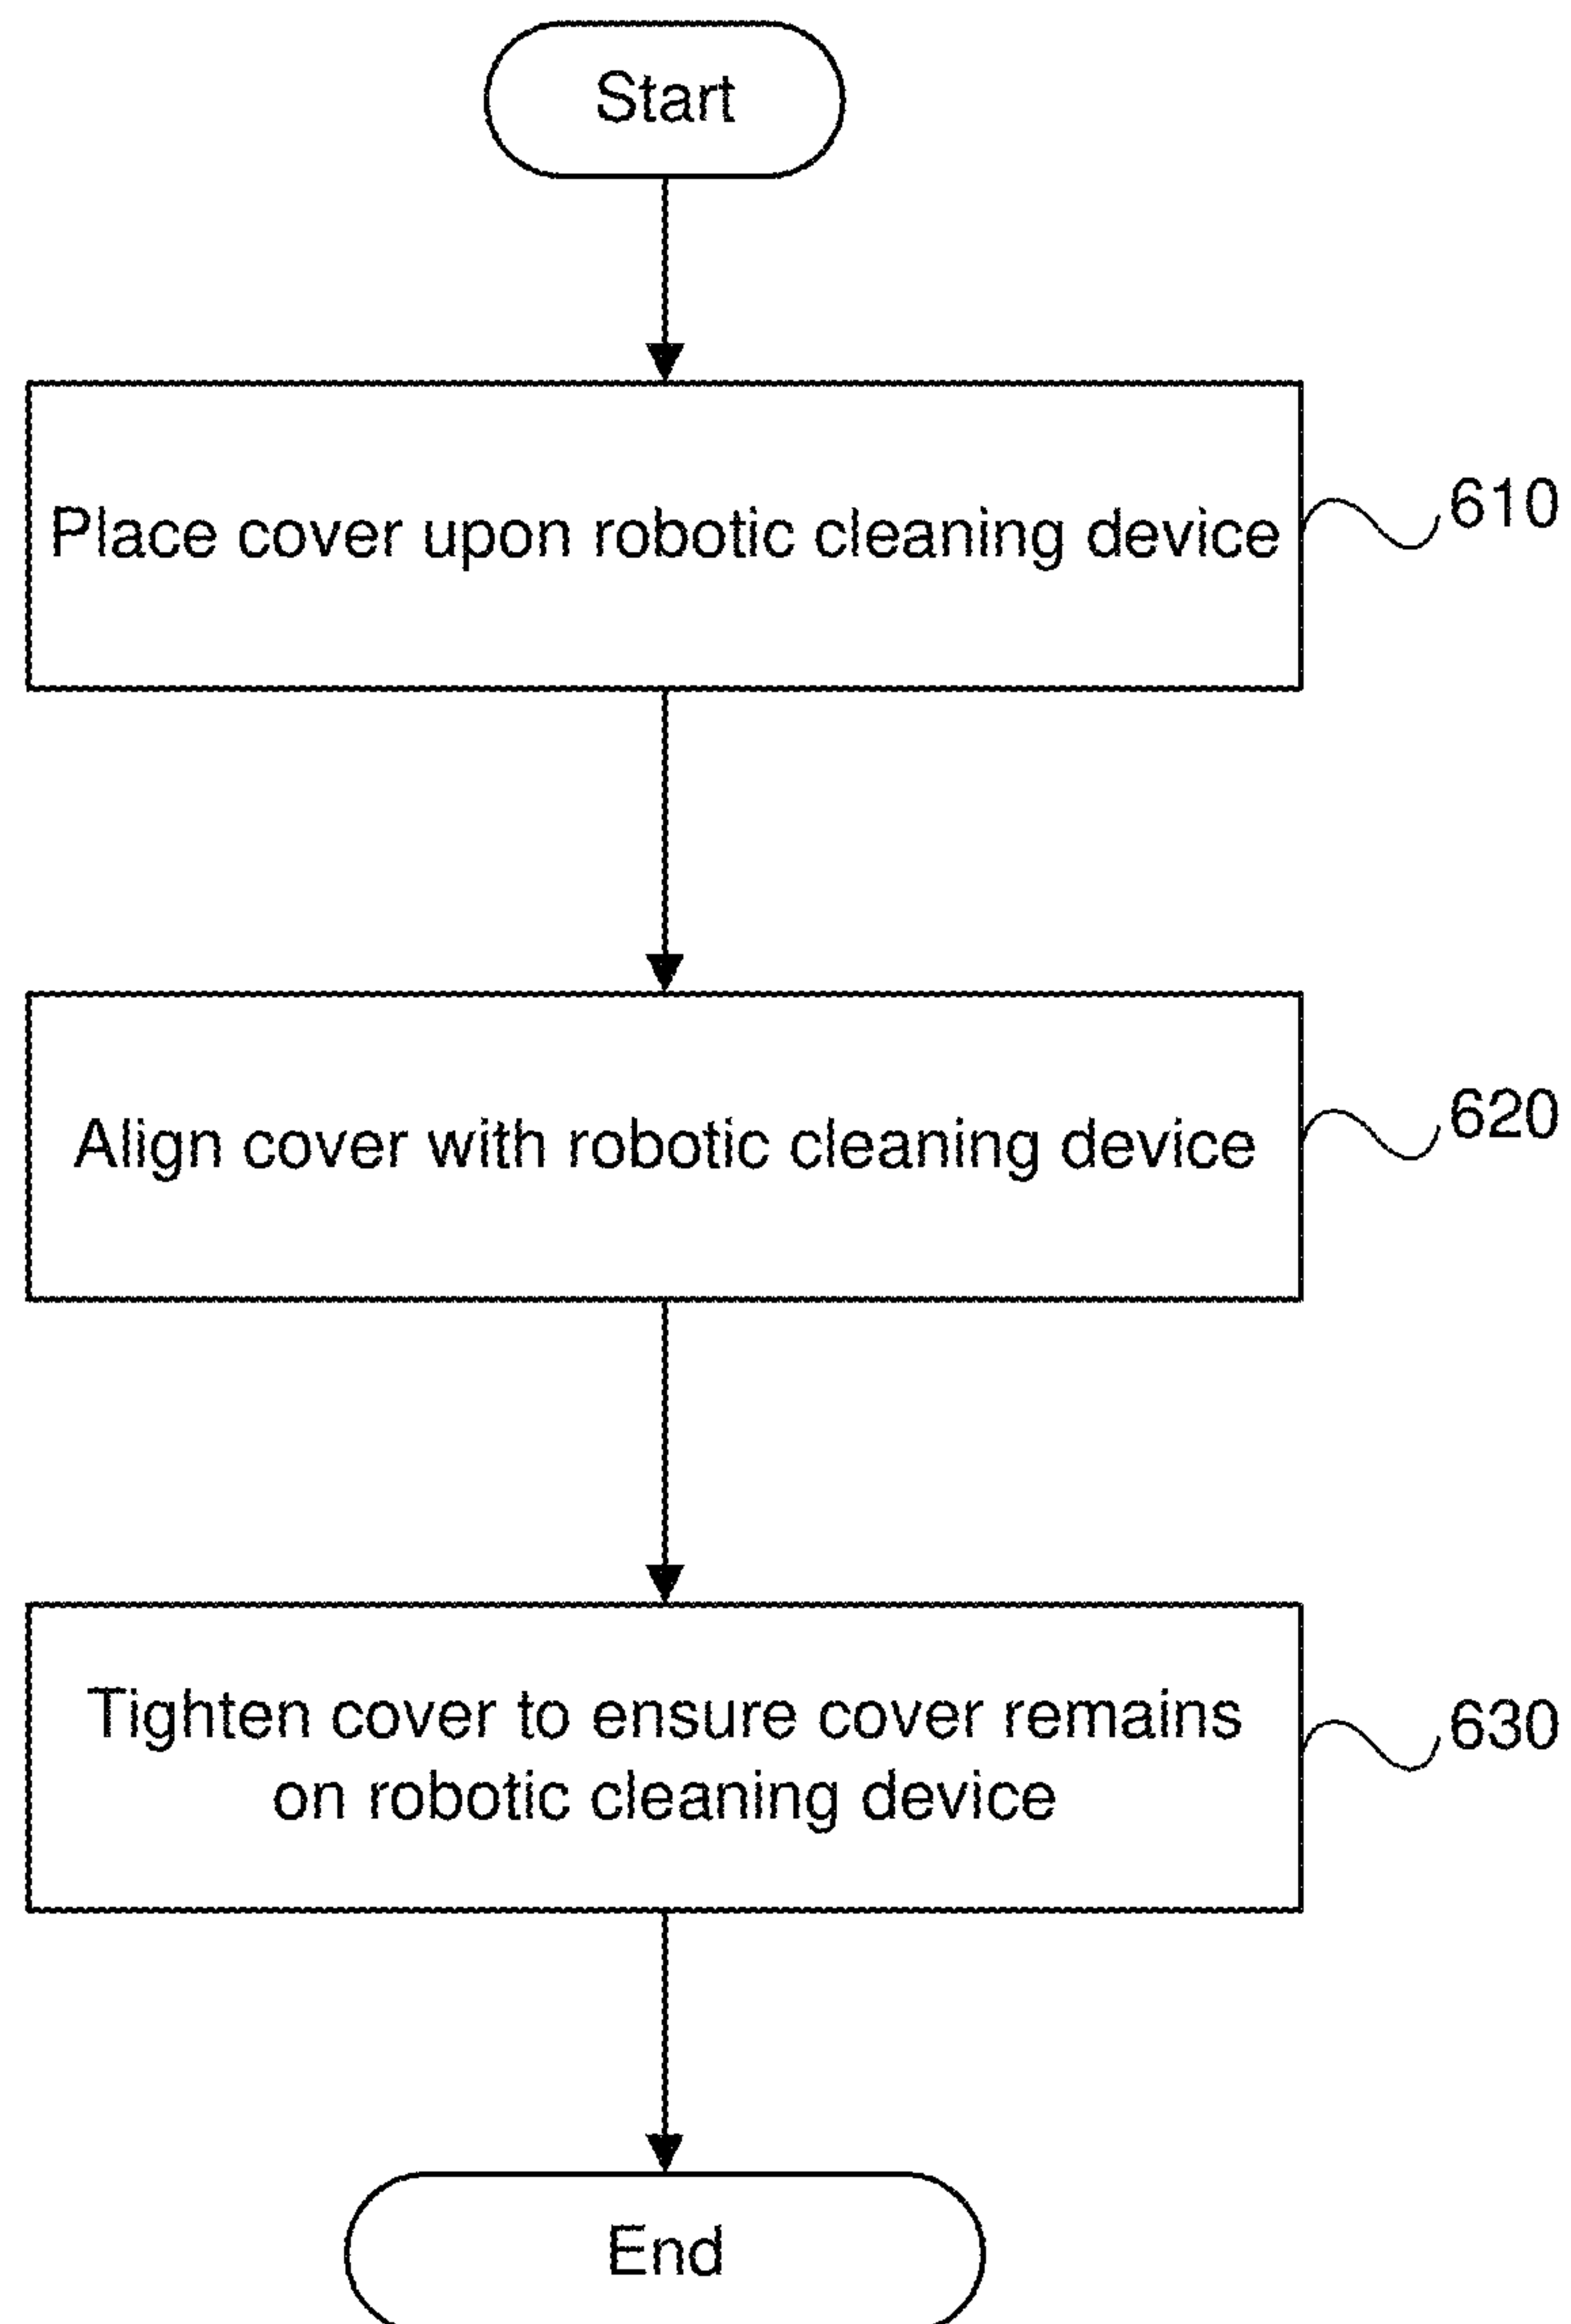 Start
Place cover upon robotic cleaning device
610
Align cover with robotic cleaning device
620
Tighten cover to ensure cover remains
on robotic cleaning device
630
End